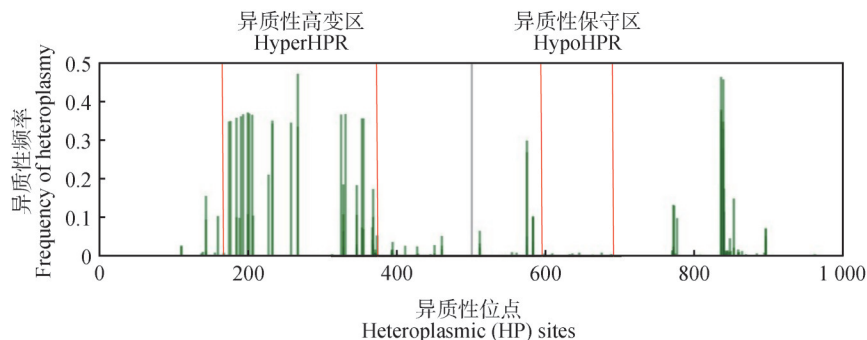 异质性高变区
HyperHPR
异质性保守区
HypoHPR
异质性频率
Frequency of heteroplasmy
0.5
0.4
0.3
0.2
0.1
0
0
200
400
600
800
1 000
异质性位点
Heteroplasmic (HP) sites